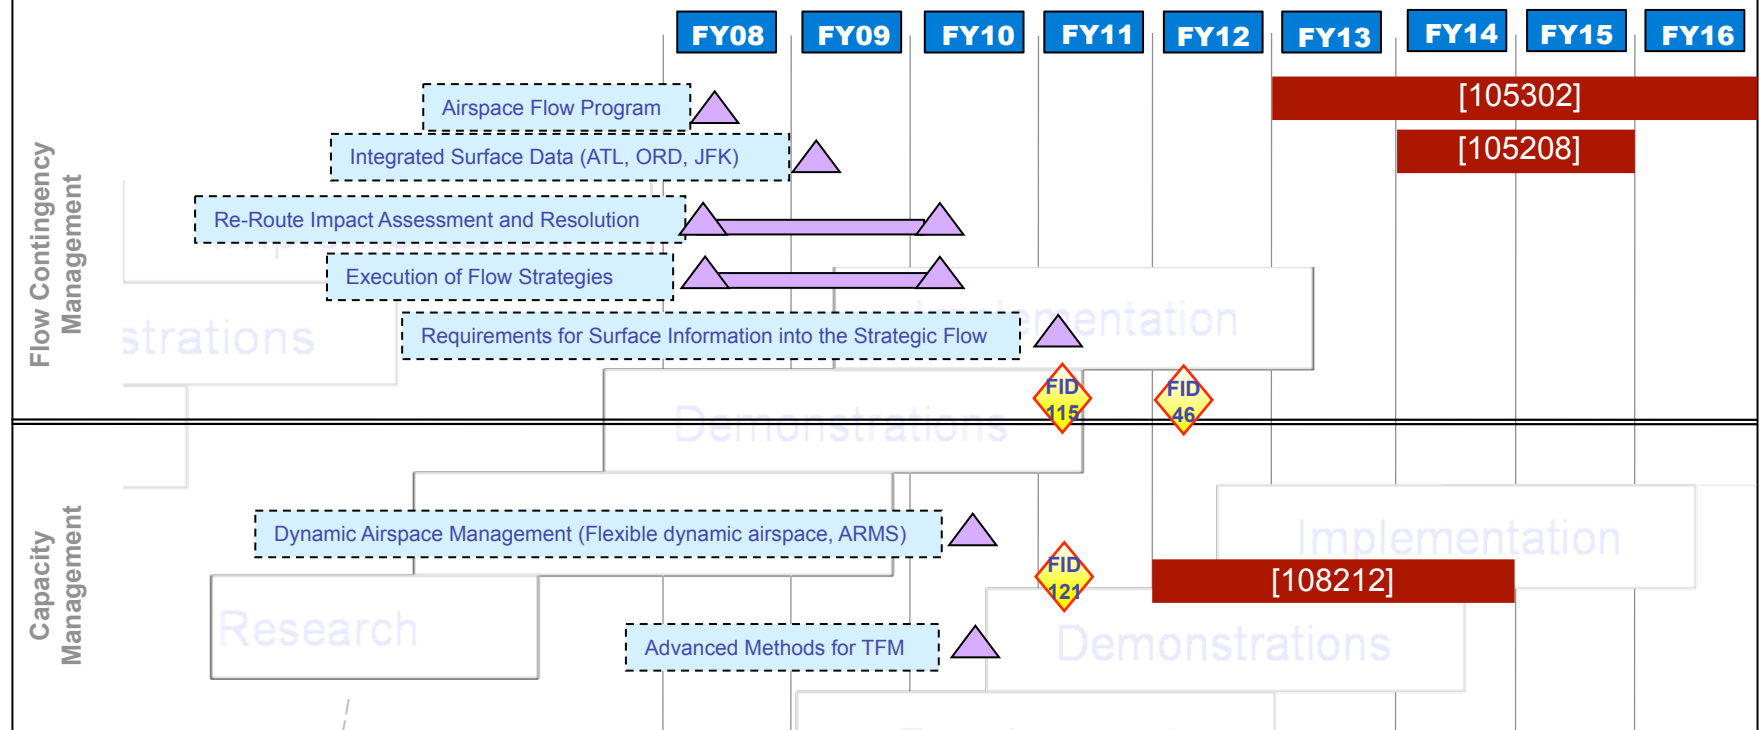 FY08 FY09 FY10 FY11 FY12 FY13 FY14 FY15 FY16
Flow Contingency
Management
Airspace Flow Program
[105302]
Integrated Surface Data (ATL, ORD, JFK)
[105208]
Re-Route Impact Assessment and Resolution
Execution of Flow Strategies
Implementation
strations
Requirements for Surface Information into the Strategic Flow
FID
115
FID
46
Demonstrations
Capacity
Management
Dynamic Airspace Management (Flexible dynamic airspace, ARMS)
Implementation
FID
121
[108212]
Research
Advanced Methods for TFM
Demonstrations